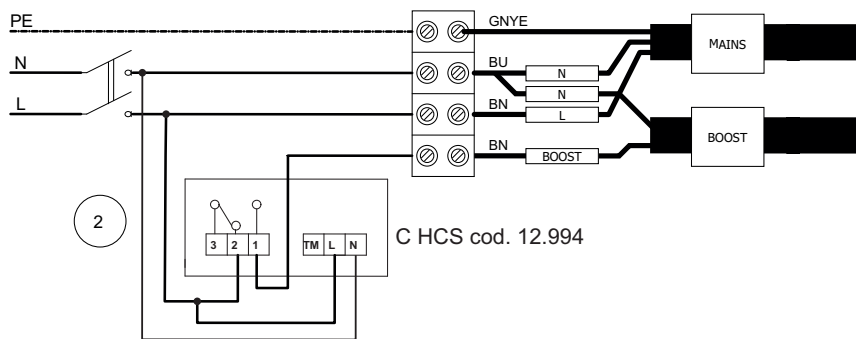 PE
GNYE
MAINS
N
BU
N
N
L
BN
L
BOOST
BN
BOOST
2
3 2 1
TM L N
C HCS cod. 12.994